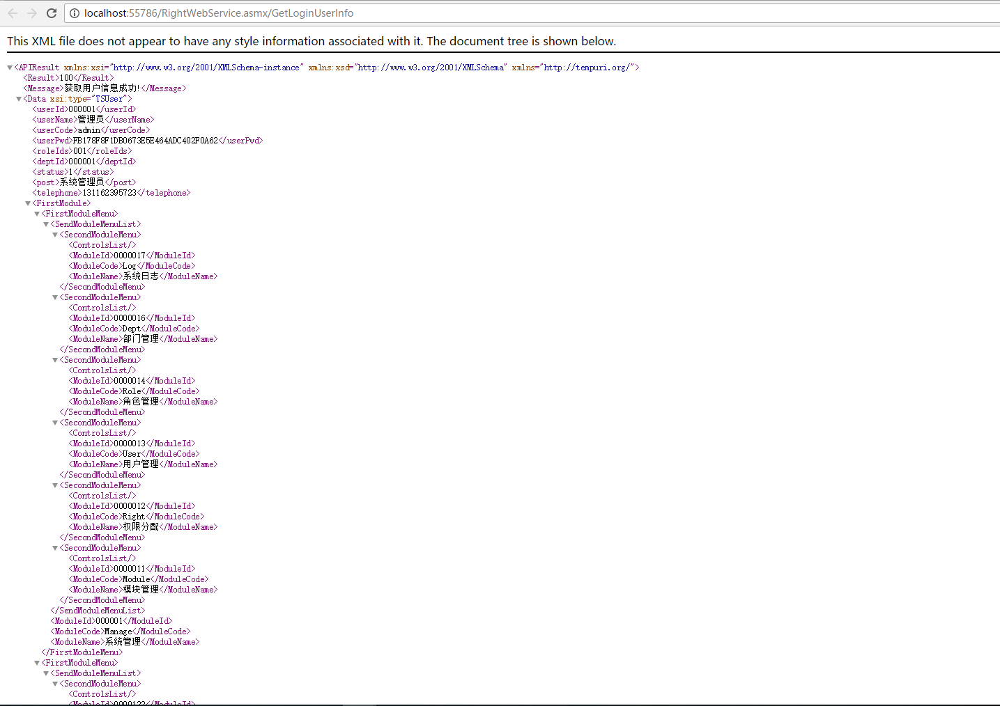 localhost:55786/RightWebService.asmx/GetLoginUserInfo
This XML file does not appear to have any style information associated with it. The document tree is shown below.
<APIResult xmlns:xsi="http://www.w3.org/2001/XMLSchema-instance" xmlns:xsd="http://www.w3.org/2001/XMLSchema" xmlns="http://tempuri.org/">
<Result>100</Result>
<Message>获取用户信息成功!</Message>
<Data xsi:type="TSUser">
<userId>000001</userId>
<userName>管理员</userName>
<userCode>admin</userCode>
<userPwd>FB178F8F1DB0673E5E464ADC402F0A62</userPwd>
<roleIds>001</roleIds>
<deptId>000001</deptId>
<status>1</status>
<post>系统管理员</post>
<telephone>131162395723</telephone>
<FirstModule>
<FirstModuleMenu>
<SendModuleMenuList>
<SecondModuleMenu>
<ControlsList/>
<ModuleId>0000017</ModuleId>
<ModuleCode>Log</ModuleCode>
<ModuleName>系统日志</ModuleName>
</SecondModuleMenu>
<SecondModuleMenu>
<ControlsList/>
<ModuleId>0000016</ModuleId>
<ModuleCode>Dept</ModuleCode>
<ModuleName>部门管理</ModuleName>
</SecondModuleMenu>
<SecondModuleMenu>
<ControlsList/>
<ModuleId>0000014</ModuleId>
<ModuleCode>Role</ModuleCode>
<ModuleName>角色管理</ModuleName>
</SecondModuleMenu>
<SecondModuleMenu>
<ControlsList/>
<ModuleId>0000013</ModuleId>
<ModuleCode>User</ModuleCode>
<ModuleName>用户管理</ModuleName>
</SecondModuleMenu>
<SecondModuleMenu>
<ControlsList/>
<ModuleId>0000012</ModuleId>
<ModuleCode>Right</ModuleCode>
<ModuleName>权限分配</ModuleName>
</SecondModuleMenu>
<SecondModuleMenu>
<ControlsList/>
<ModuleId>0000011</ModuleId>
<ModuleCode>Module</ModuleCode>
<ModuleName>模块管理</ModuleName>
</SecondModuleMenu>
</SendModuleMenuList>
<ModuleId>000001</ModuleId>
<ModuleCode>Manage</ModuleCode>
<ModuleName>系统管理</ModuleName>
</FirstModuleMenu>
<FirstModuleMenu>
<SendModuleMenuList>
<SecondModuleMenu>
<ControlsList/>
<ModuleId>0000122</ModuleId>